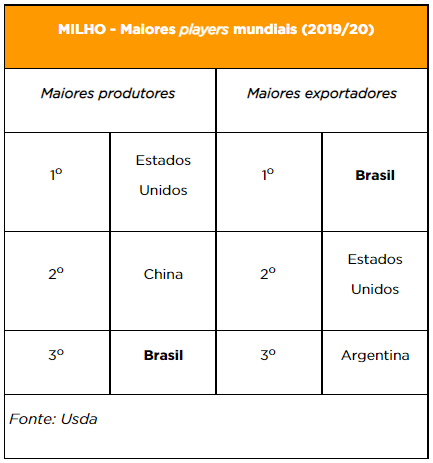 MILHO - Maiores players mundiais (2019/20)
Maiores produtores
Maiores exportadores
1º
Estados
Unidos
1º
Brasil
2º
China
2º
Estados
Unidos
3º
Brasil
3º
Argentina
Fonte: Usda